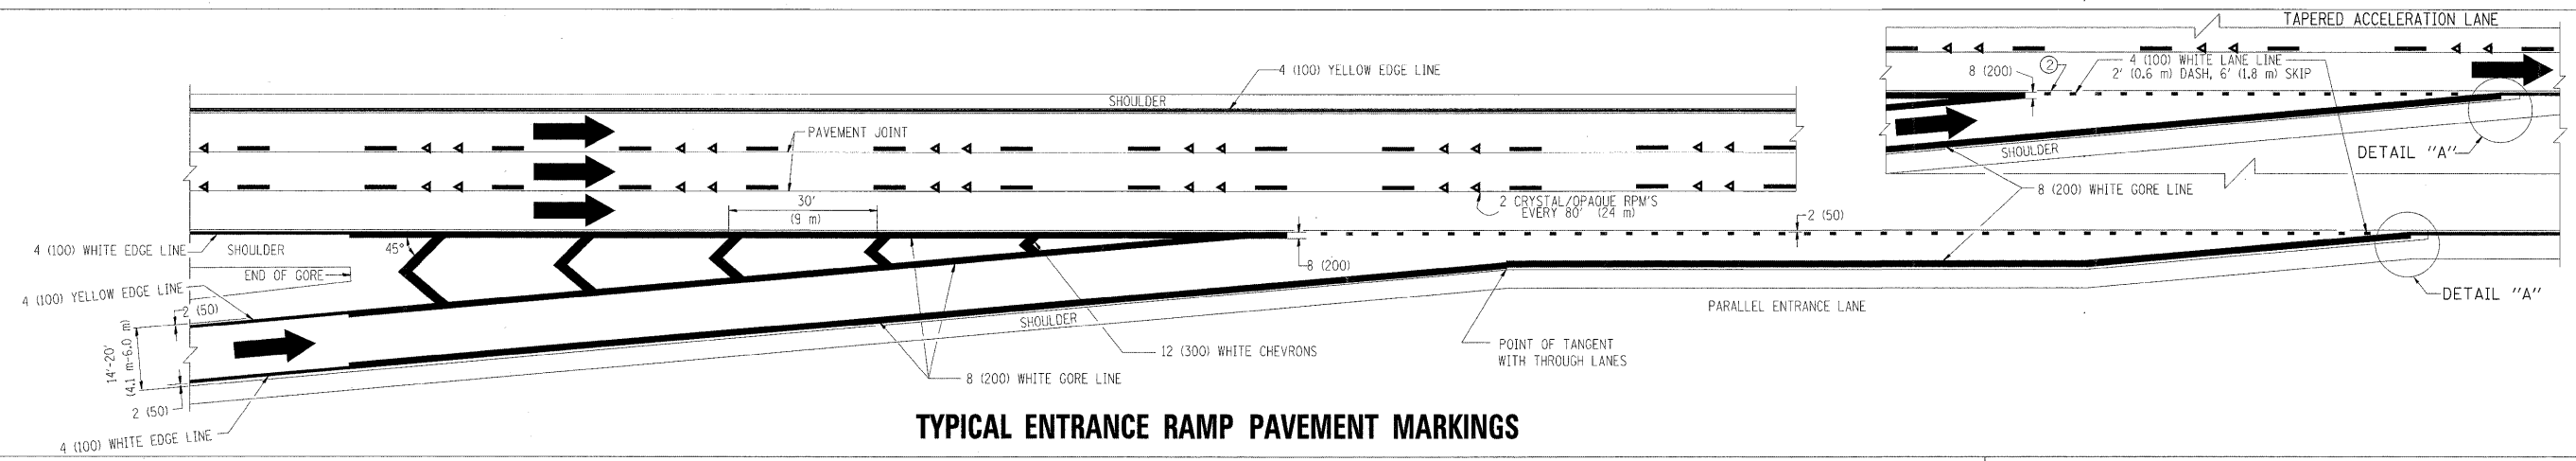 TAPERED ACCELERATION LANE
4 (100) YELLOW EDGE LINE
8 (200)
2
4 (100) WHITE LANE LINE
2' (0.6 m) DASH, 6' (1.8 m) SKIP
SHOULDER
PAVEMENT JOINT
SHOULDER
DETAIL "A"
8 (200) WHITE GORE LINE
30'
(9 m)
2 CRYSTAL/OPAQUE RPM'S
EVERY 80' (24 m)
2 (50)
4 (100) WHITE EDGE LINE
SHOULDER
45°
8 (200)
END OF GORE
4 (100) YELLOW EDGE LINE
DETAIL "A"
2 (50)
PARALLEL ENTRANCE LANE
SHOULDER
14'-20'
(4.1 m-6.0 m)
12 (300) WHITE CHEVRONS
POINT OF TANGENT
WITH THROUGH LANES
8 (200) WHITE GORE LINE
2 (50)
4 (100) WHITE EDGE LINE
TYPICAL ENTRANCE RAMP PAVEMENT MARKINGS